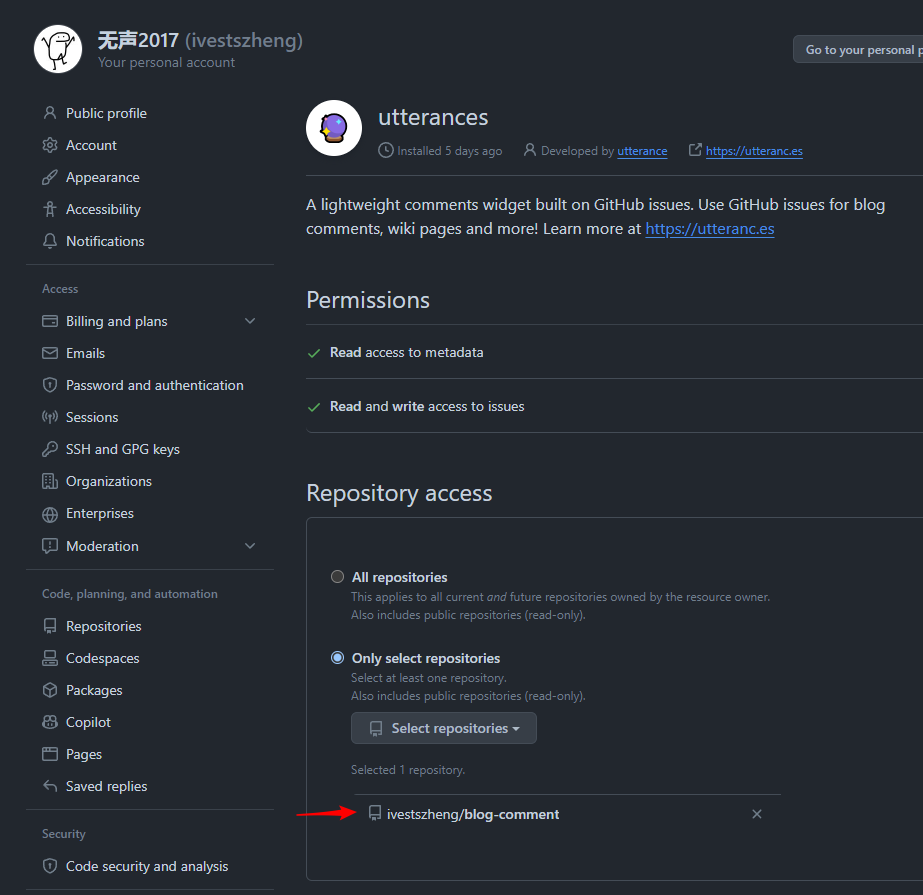 无声2017 (ivestszheng)
Your personal account
Go to your personal p
Public profile
Account
Appearance
Accessibility
Notifications
Access
Billing and plans
Emails
Password and authentication
Sessions
SSH and GPG keys
Organizations
Enterprises
Moderation
Code, planning, and automation
Repositories
Codespaces
Packages
Copilot
Pages
Saved replies
Security
Code security and analysis
utterances
Installed 5 days ago Developed by utterance https://utteranc.es
A lightweight comments widget built on GitHub issues. Use GitHub issues for blog
comments, wiki pages and more! Learn more at https://utteranc.es
Permissions
Read access to metadata
Read and write access to issues
Repository access
All repositories
This applies to all current and future repositories owned by the resource owner.
Also includes public repositories (read-only).
Only select repositories
Select at least one repository.
Also includes public repositories (read-only).
Select repositories
Selected 1 repository.
ivestszheng/blog-comment